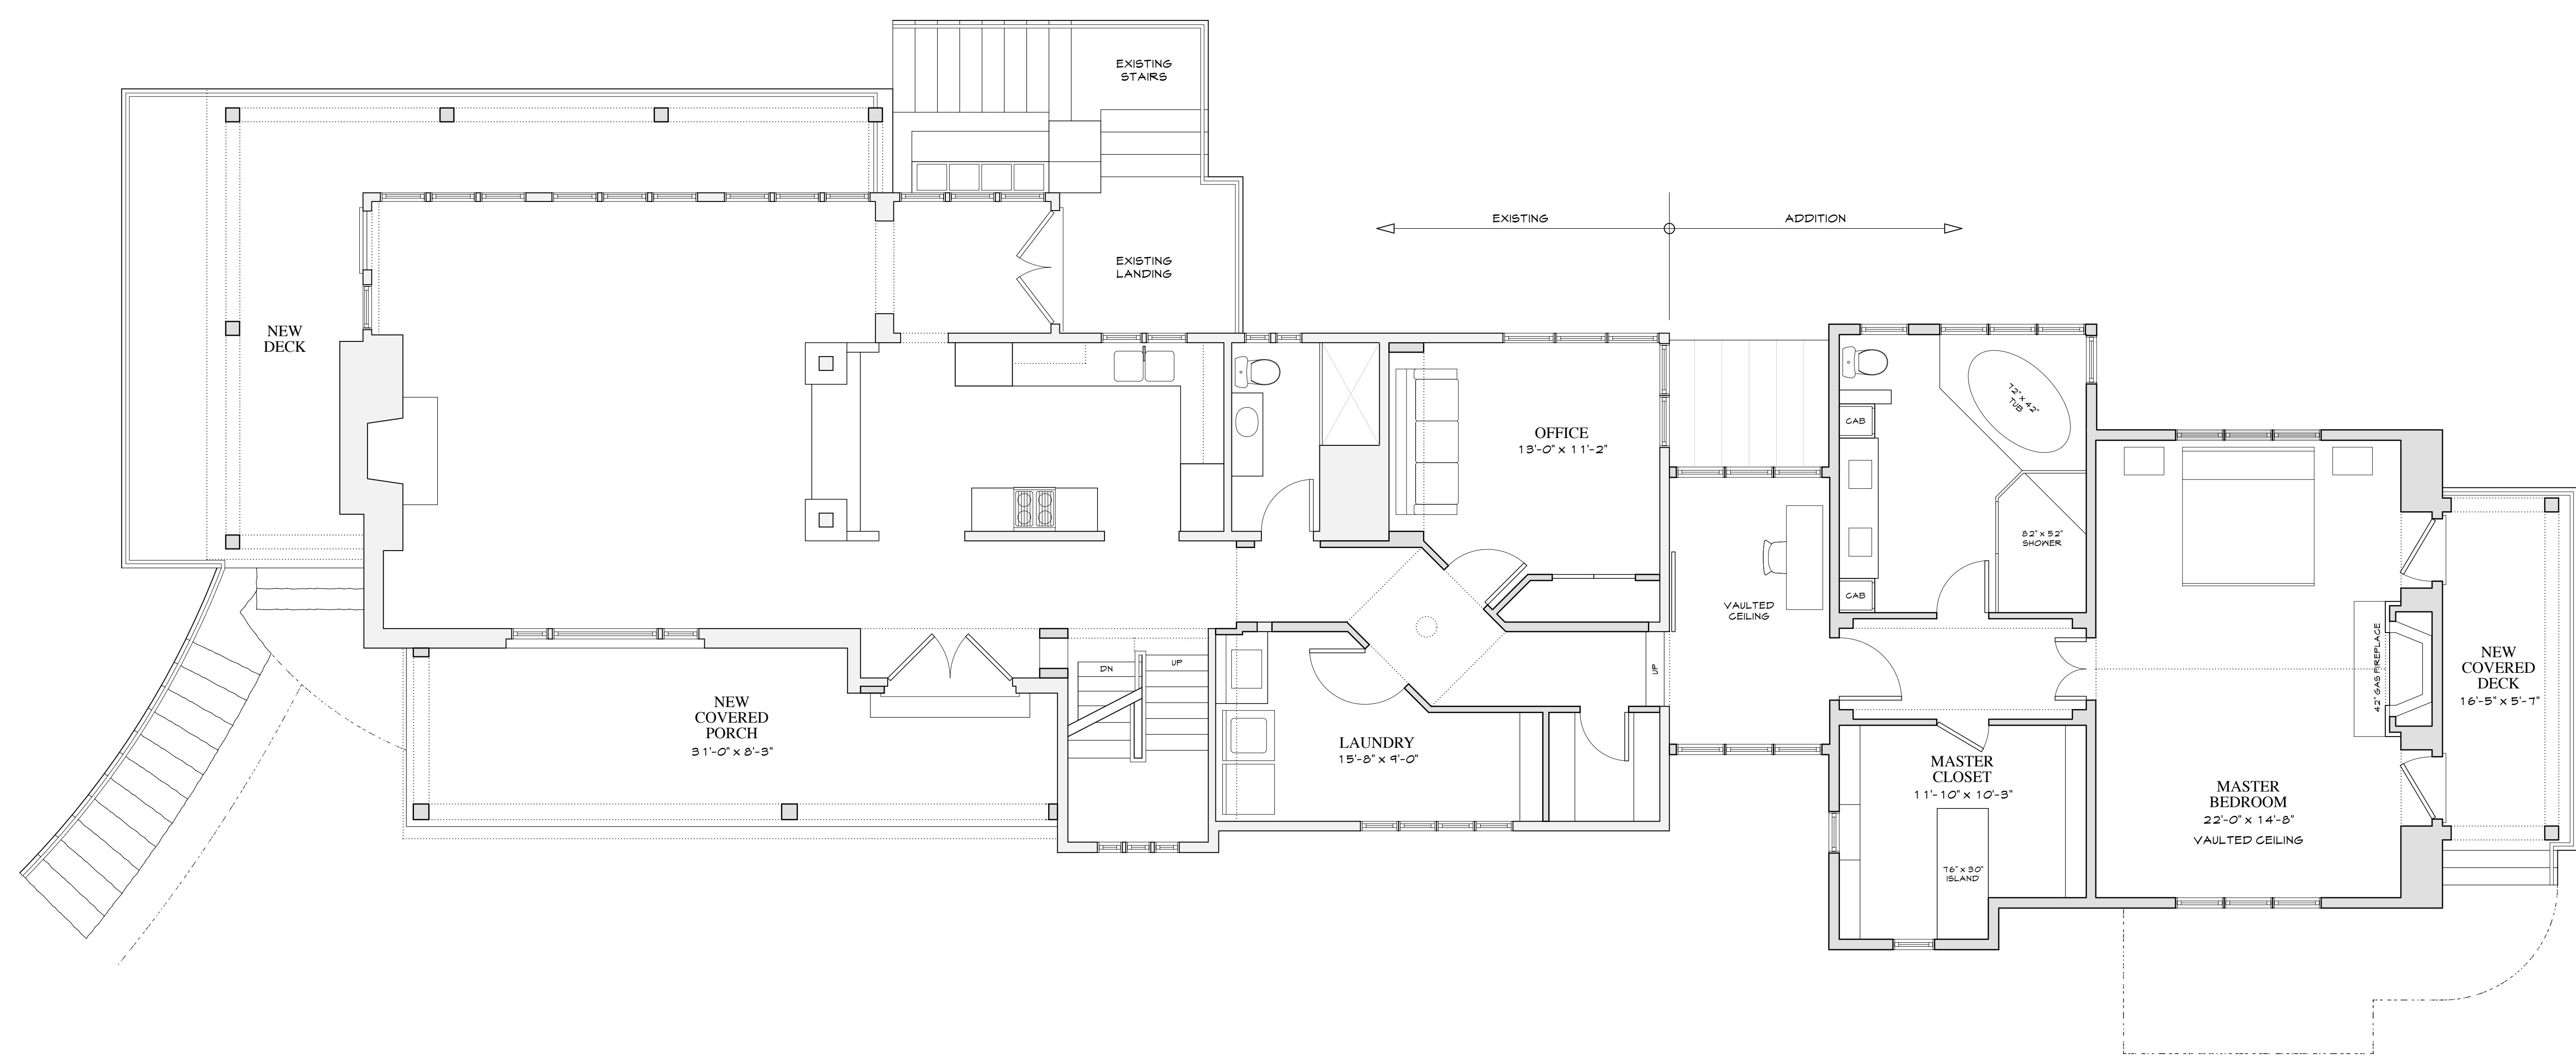 EXISTING
STAIRS
EXISTING
ADDITION
EXISTING
LANDING
NEW
DECK
72" x 42"
TUB
CAB
OFFICE
13'-0" x 11'-2"
82" x 52"
SHOWER
CAB
VAULTED
CEILING
DN
UP
UP
42" GAS FIREPLACE
NEW
COVERED
DECK
16'-5" x 5'-7"
NEW
COVERED
PORCH
31'-0" x 8'-3"
LAUNDRY
15'-8" x 9'-0"
MASTER
CLOSET
11'-10" x 10'-3"
MASTER
BEDROOM
22'-0" x 14'-8"
VAULTED CEILING
76" x 30"
ISLAND